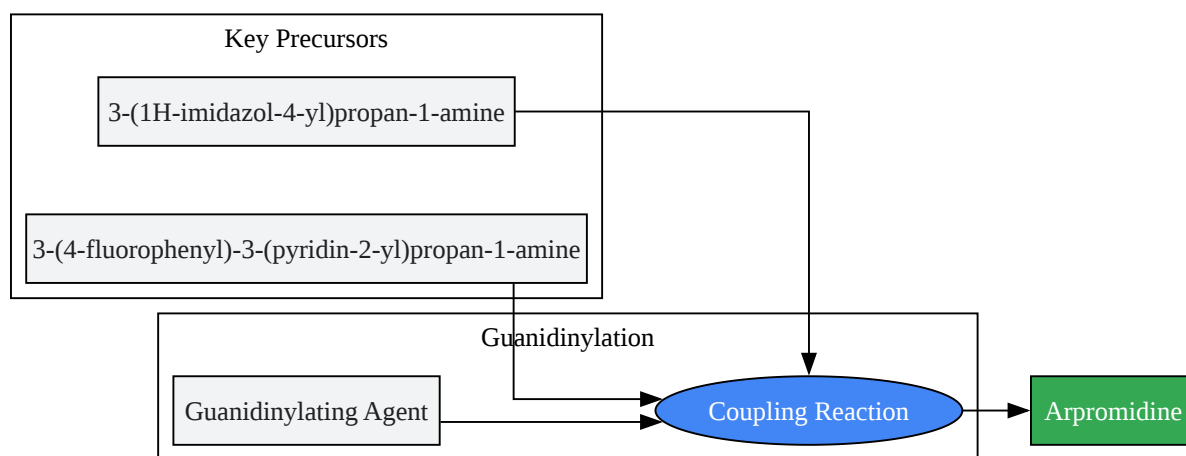 Key Precursors
3-(1H-imidazol-4-yl)propan-1-amine
3-(4-fluorophenyl)-3-(pyridin-2-yl)propan-1-amine
Guanidinylation
Guanidinylating Agent
Coupling Reaction
Arpromidine